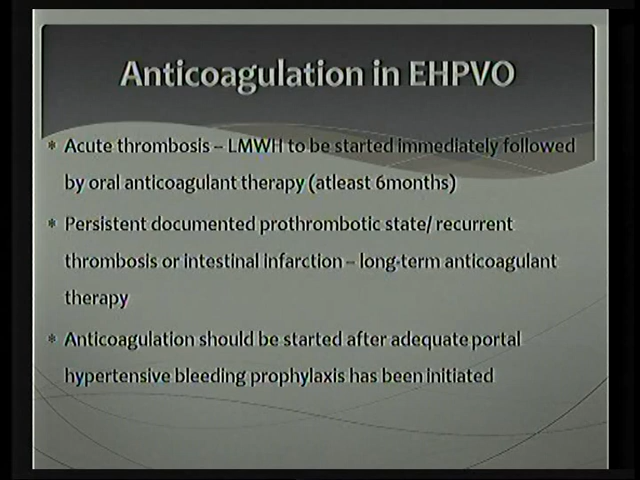 Anticoagulation in EHPVO
* Acute thrombosis – LMWH to be started immediately followed
by oral anticoagulant therapy (atleast 6months)
* Persistent documented prothrombotic state/ recurrent
thrombosis or intestinal infarction – long-term anticoagulant
therapy
* Anticoagulation should be started after adequate portal
hypertensive bleeding prophylaxis has been initiated